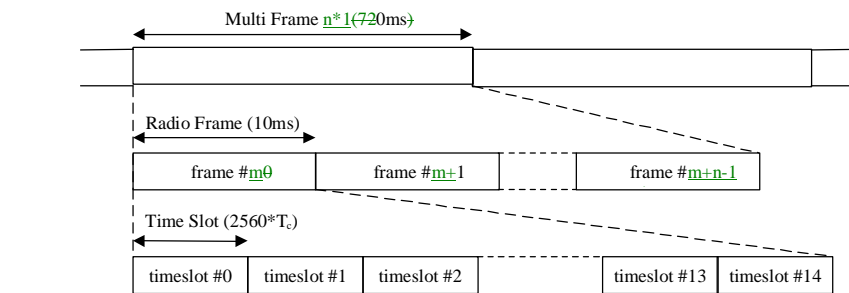 Multi Frame n*1(720ms)
Radio Frame (10ms)
frame #m0 frame #m+1 frame #m+n-1
Time Slot (2560*Tc)
timeslot #0 timeslot #1 timeslot #2 timeslot #13 timeslot #14